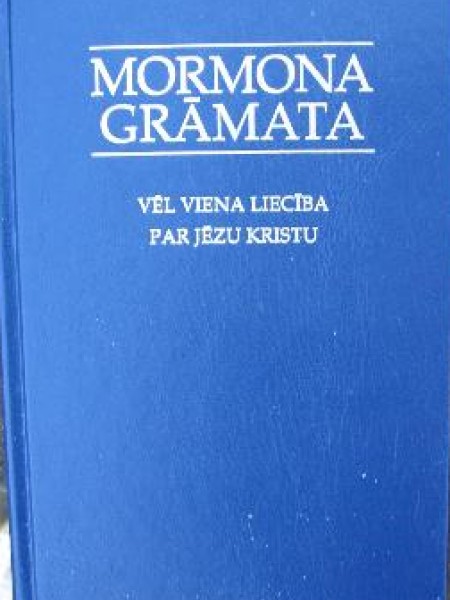 MORMONA
GRĀMATA
VĒL VIENA LIECĪBA
PAR JĒZU KRISTU